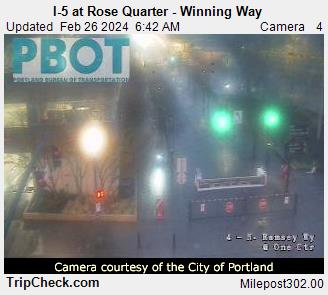 I-5 at Rose Quarter - Winning Way
Updated Feb 26 2024 6:42 AM Camera 4
PBOT
PORTLAND BUREAU OF TRANSPORTATION
4 - N. Ramsey Wy
@ One Ctr
Camera courtesy of the City of Portland
TripCheck.com Milepost302.00